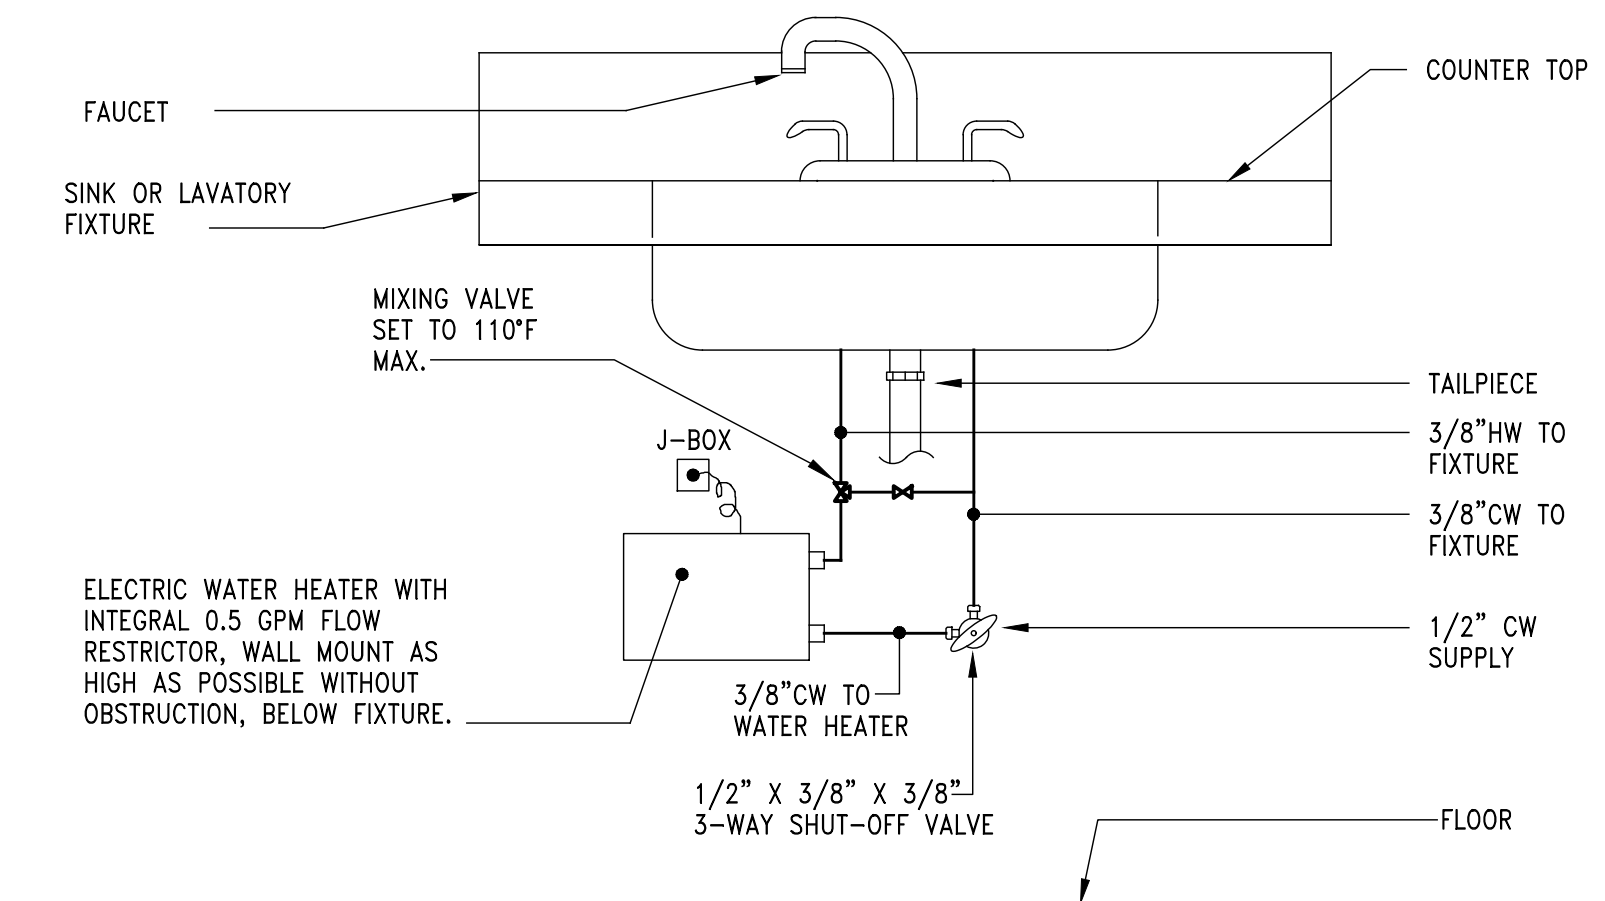 COUNTER TOP
FAUCET
SINK OR LAVATORY
FIXTURE
MIXING VALVE
SET TO 110°F
MAX.
TAILPIECE
J-BOX
3/8”HW TO
FIXTURE
3/8”CW TO
FIXTURE
ELECTRIC WATER HEATER WITH
INTEGRAL 0.5 GPM FLOW
RESTRICTOR, WALL MOUNT AS
HIGH AS POSSIBLE WITHOUT
OBSTRUCTION, BELOW FIXTURE.
1/2” CW
SUPPLY
3/8”CW TO
WATER HEATER
1/2” X 3/8” X 3/8”
3-WAY SHUT-OFF VALVE
FLOOR